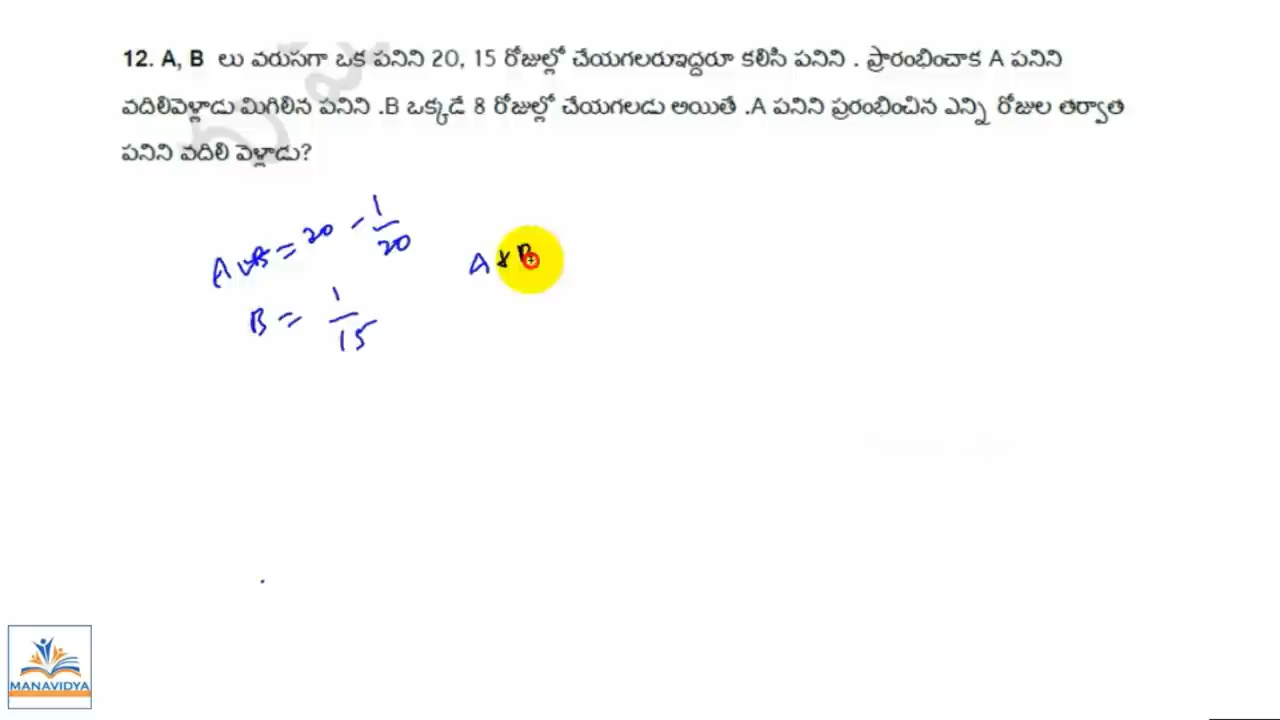 12. A, B లు వరుసగా ఒక పనిని 20, 15 రోజుల్లో చేయగలరుఇద్దరూ కలిసి పనిని . ప్రారంభించాక A పనిని
వదిలివెళ్లాడు మిగిలిన పనిని .B ఒక్కడే 8 రోజుల్లో చేయగలడు అయితే .A పనిని ప్రరంభించిన ఎన్ని రోజుల తర్వాత
పనిని వదిలి వెళ్లాడు?
= 20 - 1/20
B = 1/15
A & B
MANAVIDYA